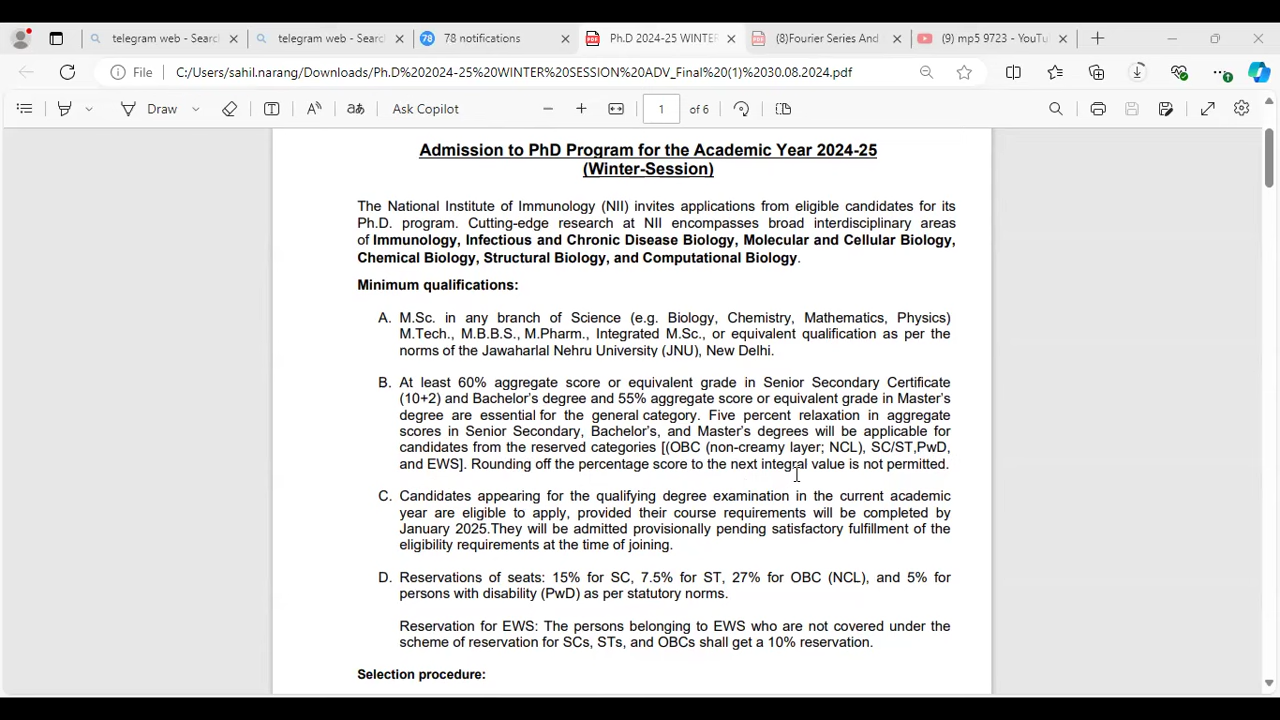 telegram web - Searc
telegram web - Searc
78
78 notifications
Ph.D 2024-25 WINTE
(8)Fourier Series And
(9) mp5 9723 - YouTu
File
C:/Users/sahil.narang/Downloads/Ph.D%202024-25%20WINTER%20SESSION%20ADV_Final%20(1)%2030.08.2024.pdf
Draw
Ask Copilot
1
of 6
Admission to PhD Program for the Academic Year 2024-25
(Winter-Session)
The National Institute of Immunology (NII) invites applications from eligible candidates for its
Ph.D. program. Cutting-edge research at NII encompasses broad interdisciplinary areas
of Immunology, Infectious and Chronic Disease Biology, Molecular and Cellular Biology,
Chemical Biology, Structural Biology, and Computational Biology.
Minimum qualifications:
A. M.Sc. in any branch of Science (e.g. Biology, Chemistry, Mathematics, Physics)
M.Tech., M.B.B.S., M.Pharm., Integrated M.Sc., or equivalent qualification as per the
norms of the Jawaharlal Nehru University (JNU), New Delhi.
B. At least 60% aggregate score or equivalent grade in Senior Secondary Certificate
(10+2) and Bachelor's degree and 55% aggregate score or equivalent grade in Master's
degree are essential for the general category. Five percent relaxation in aggregate
scores in Senior Secondary, Bachelor's, and Master's degrees will be applicable for
candidates from the reserved categories [(OBC (non-creamy layer; NCL), SC/ST,PwD,
and EWS]. Rounding off the percentage score to the next integral value is not permitted.
C. Candidates appearing for the qualifying degree examination in the current academic
year are eligible to apply, provided their course requirements will be completed by
January 2025.They will be admitted provisionally pending satisfactory fulfillment of the
eligibility requirements at the time of joining.
D. Reservations of seats: 15% for SC, 7.5% for ST, 27% for OBC (NCL), and 5% for
persons with disability (PwD) as per statutory norms.
Reservation for EWS: The persons belonging to EWS who are not covered under the
scheme of reservation for SCs, STs, and OBCs shall get a 10% reservation.
Selection procedure: